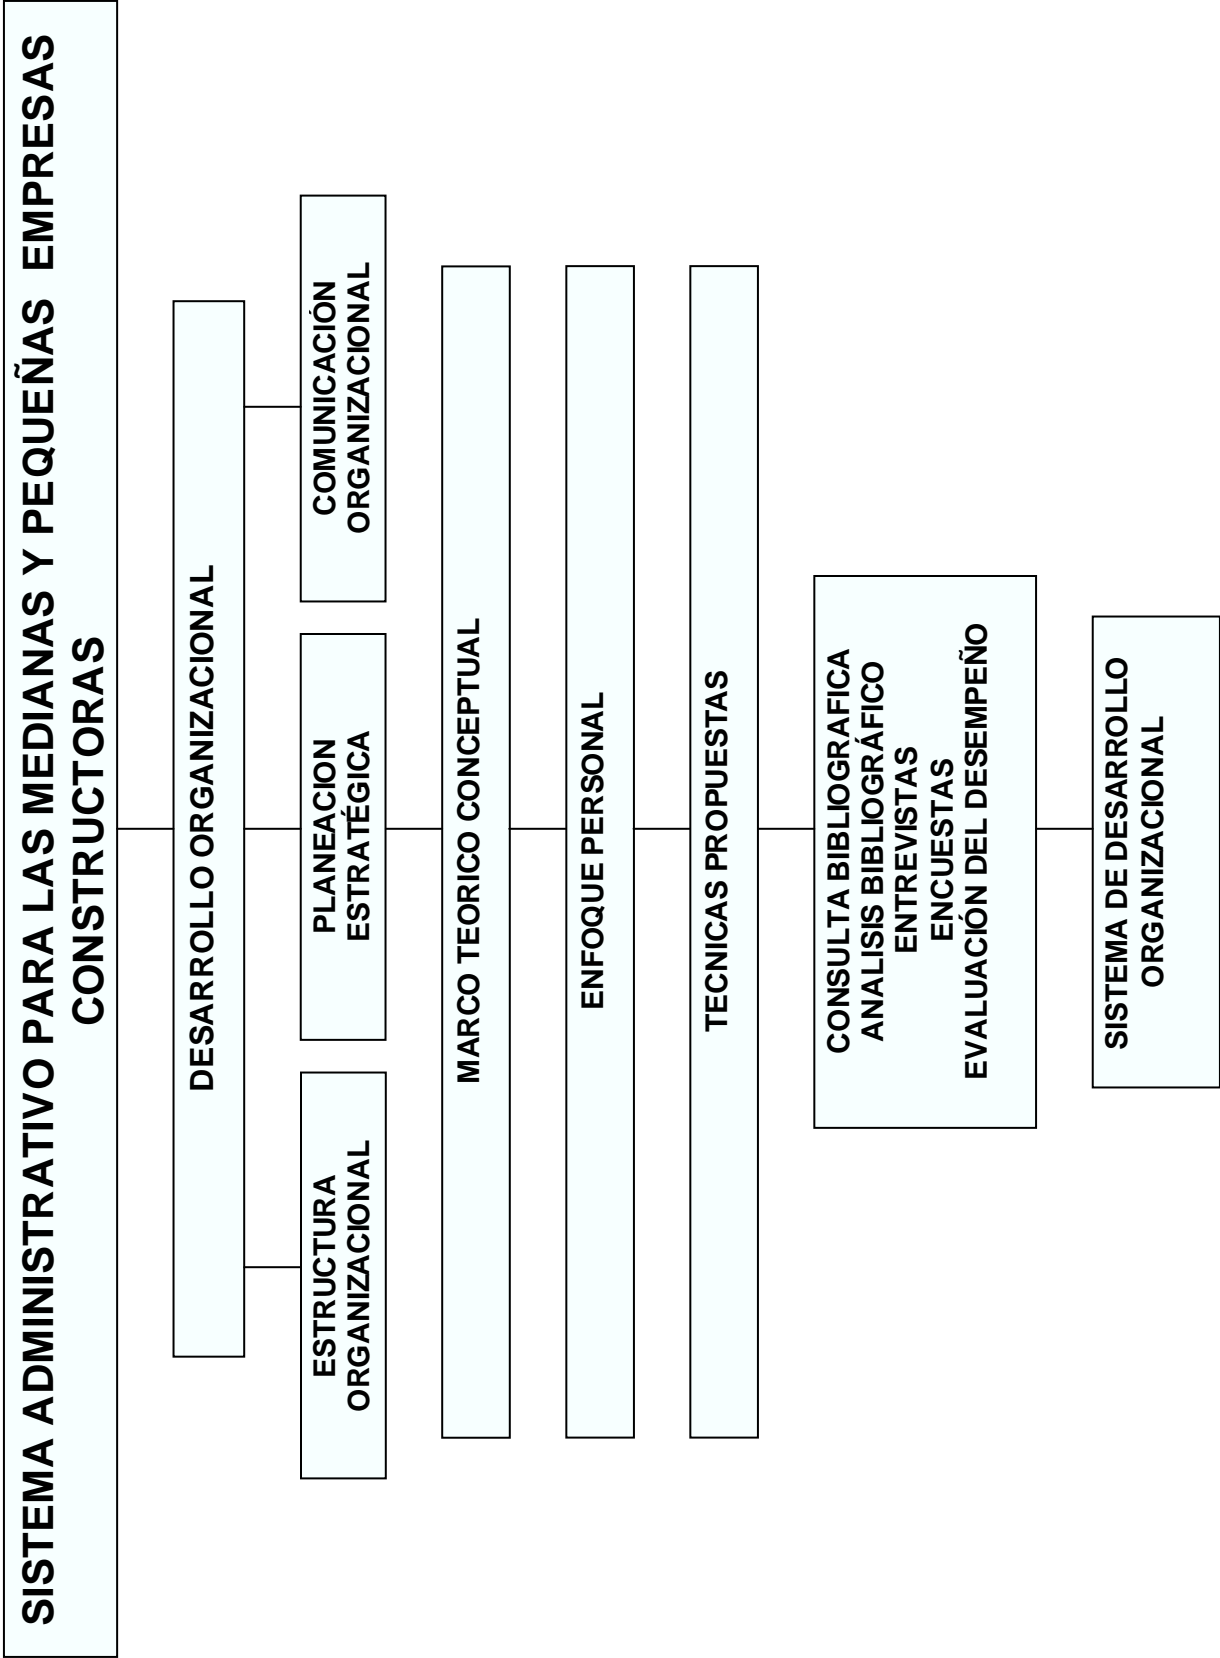 SISTEMA ADMINISTRATIVO PARA LAS MEDIANAS Y PEQUEÑAS EMPRESAS
CONSTRUCTORAS
DESARROLLO ORGANIZACIONAL
ESTRUCTURA
ORGANIZACIONAL
PLANEACION
ESTRATÉGICA
COMUNICACIÓN
ORGANIZACIONAL
MARCO TEORICO CONCEPTUAL
ENFOQUE PERSONAL
TECNICAS PROPUESTAS
CONSULTA BIBLIOGRAFICA
ANALISIS BIBLIOGRÁFICO
ENTREVISTAS
ENCUESTAS
EVALUACIÓN DEL DESEMPEÑO
SISTEMA DE DESARROLLO
ORGANIZACIONAL